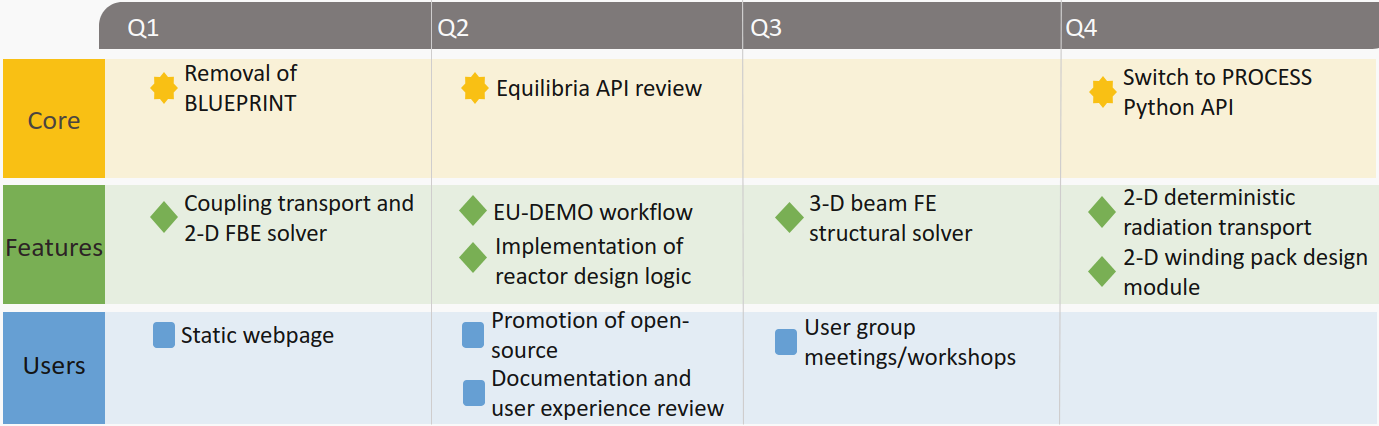 Q1
Q2
Q3
Q4
Core
Removal of
BLUEPRINT
Equilibria API review
Switch to PROCESS
Python API
Features
Coupling transport and
2-D FBE solver
EU-DEMO workflow
Implementation of
reactor design logic
3-D beam FE
structural solver
2-D deterministic
radiation transport
2-D winding pack design
module
Users
Static webpage
Promotion of open-
source
Documentation and
user experience review
User group
meetings/workshops